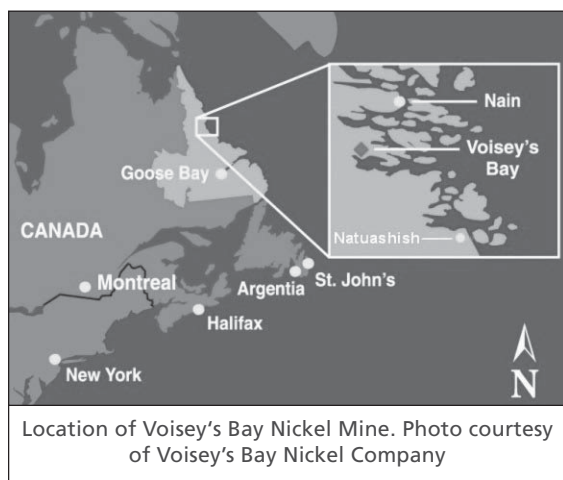 Nain
Voisey's
Bay
Goose Bay
Natuashish
CANADA
Montreal
Argentia
St. John's
Halifax
New York
N
Location of Voisey's Bay Nickel Mine. Photo courtesy
of Voisey's Bay Nickel Company